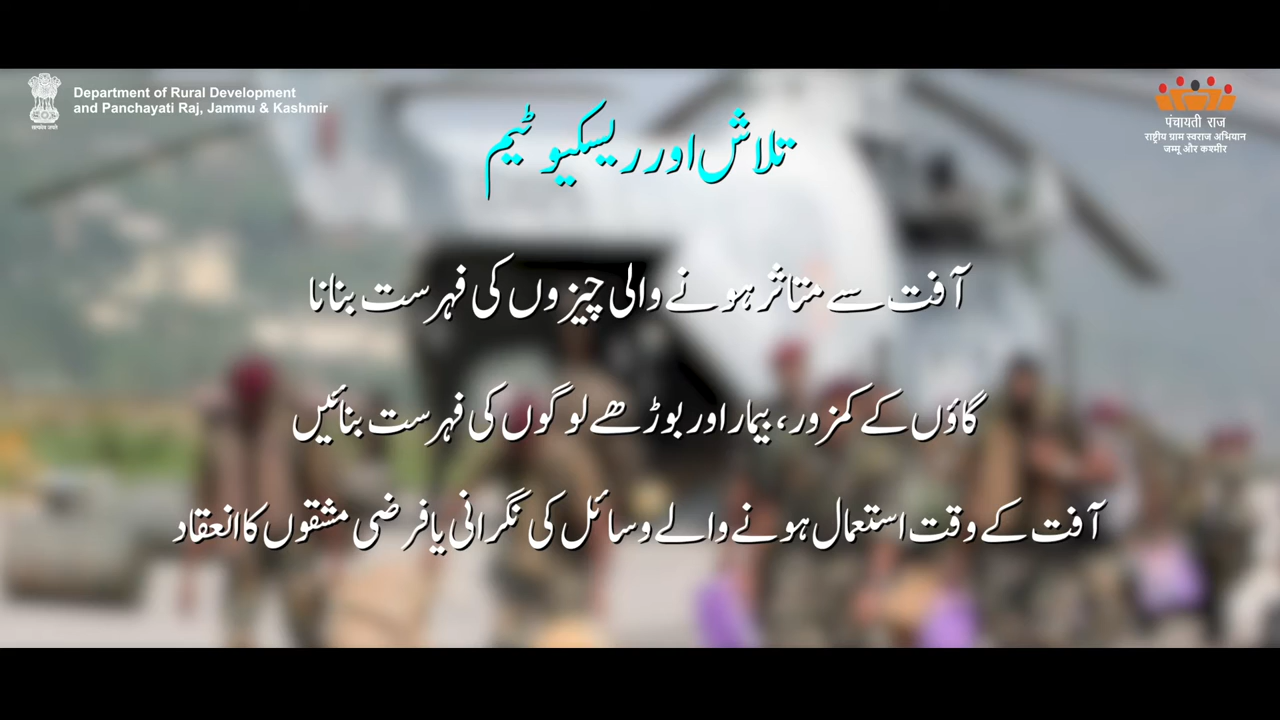 Department of Rural Development
and Panchayati Raj, Jammu & Kashmir
पंचायती राज
राष्ट्रीय ग्राम स्वराज अभियान
जम्मू और कश्मीर
تلاش اور ریسکیو ٹیم
آفت سے متاثر ہونے والی چیزوں کی فہرست بنانا
گاؤں کے کمزور، بیمار اور بوڑھے لوگوں کی فہرست بنائیں
آفت کے وقت استعمال ہونے والے وسائل کی نگرانی یا فرضی مشقوں کا انعقاد